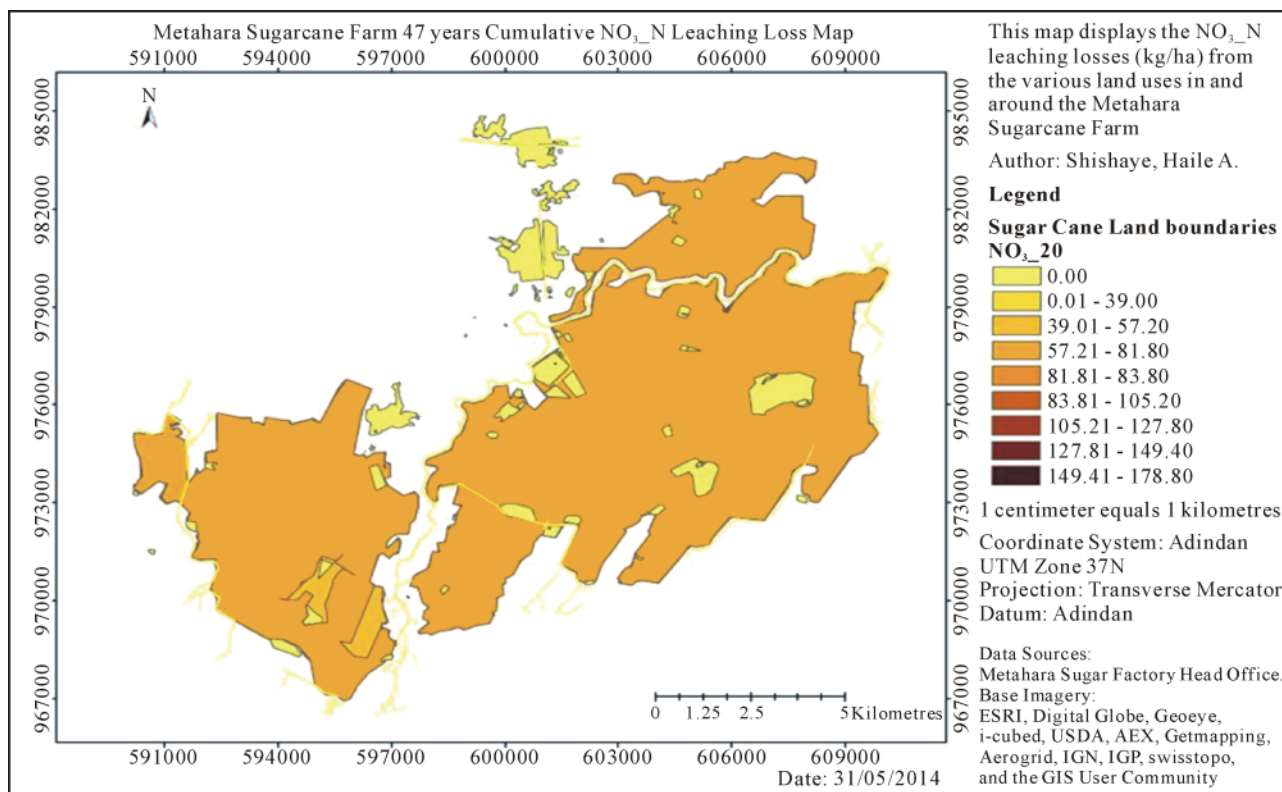 Metahara Sugarcane Farm 47 years Cumulative NO₃_N Leaching Loss Map
591000 594000 597000 600000 603000 606000 609000
N
985000
982000
979000
976000
973000
970000
967000
985000
982000
979000
976000
973000
970000
967000
0 1.25 2.5 5Kilometres
591000 594000 597000 600000 603000 606000 609000
Date: 31/05/2014
This map displays the NO₃_N
leaching losses (kg/ha) from
the various land uses in and
around the Metahara
Sugarcane Farm
Author: Shishaye, Haile A.
Legend
Sugar Cane Land boundaries
NO₃_20
0.00
0.01 - 39.00
39.01 - 57.20
57.21 - 81.80
81.81 - 83.80
83.81 - 105.20
105.21 - 127.80
127.81 - 149.40
149.41 - 178.80
1 centimeter equals 1 kilometres
Coordinate System: Adindan
UTM Zone 37N
Projection: Transverse Mercator
Datum: Adindan
Data Sources:
Metahara Sugar Factory Head Office.
Base Imagery:
ESRI, Digital Globe, Geoeye,
i-cubed, USDA, AEX, Getmapping,
Aerogrid, IGN, IGP, swisstopo,
and the GIS User Community